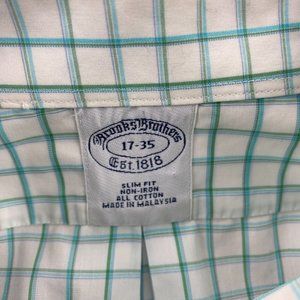 Brooks Brothers
17-35
Est. 1818
SLIM FIT
NON-IRON
ALL COTTON
MADE IN MALAYSIA